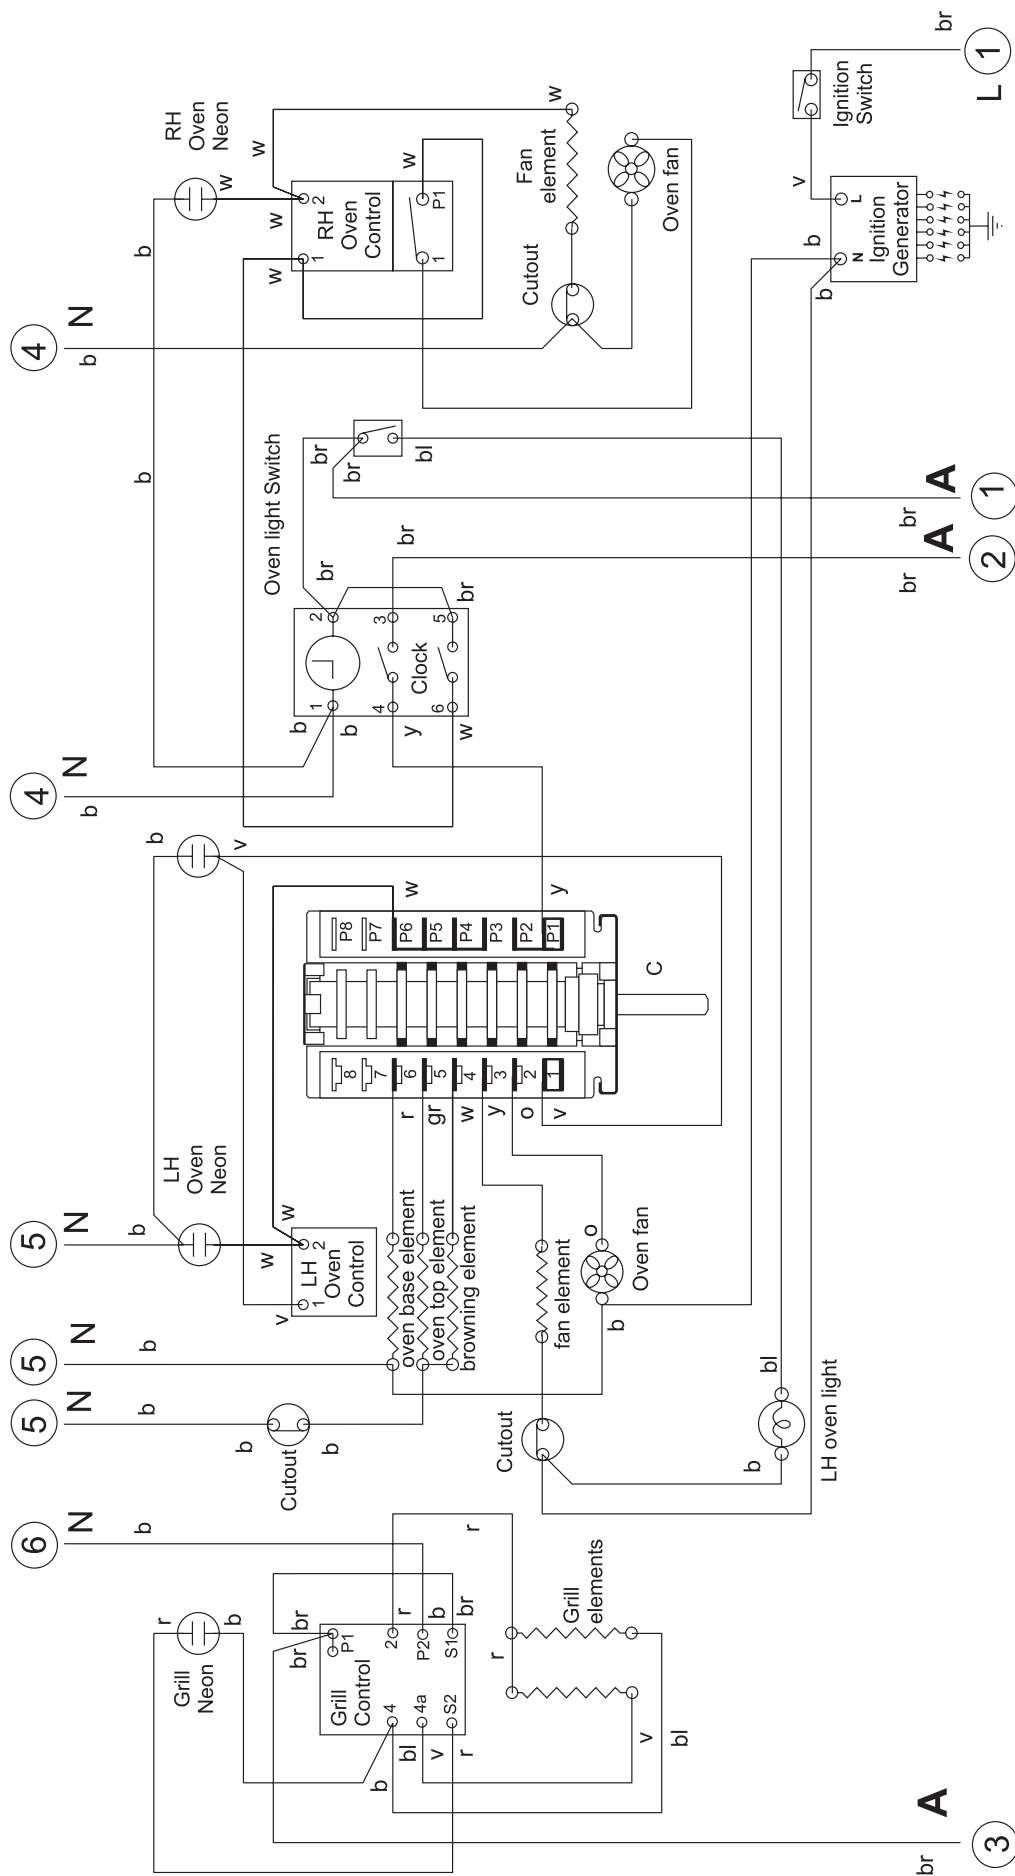 6
N
b
Grill
Neon
r
b
br
br
P1
Grill
Control
2
P2
S1
4
4a
S2
r
b
br
b
bl
v
r
r
r
Grill
elements
v
bl
A
3
br
5
N
b
5
N
b
5
N
b
b
b
Cutout
LH
Oven
Neon
b
v
w
w
v
1
2
LH
Oven
Control
oven base element
oven top element
browning element
r
gr
w
y
o
v
8
7
6
5
4
3
2
1
P8
P7
P6
P5
P4
P3
P2
P1
w
y
C
fan element
o
Oven fan
b
Cutout
b
bl
LH oven light
4
N
b
b
b
1
4
6
2
3
5
Clock
y
w
br
br
br
Oven light Switch
br
br
bl
A
br
2
A
br
1
4
N
b
b
b
RH
Oven
Neon
w
w
w
w
1
2
RH
Oven
Control
1
P1
w
Fan
element
w
Cutout
Oven fan
b
b
v
N
L
Ignition
Generator
Ignition
Switch
br
L
1